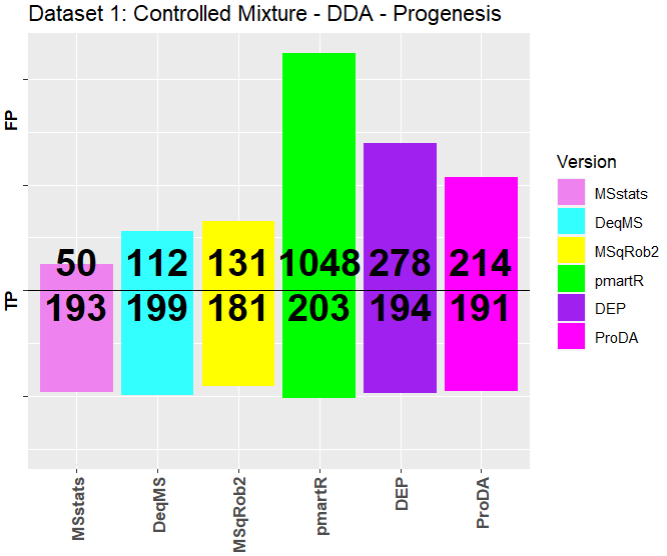 Dataset 1: Controlled Mixture - DDA - Progenesis
FP
TP
50 112 131 1048 278 214
193 199 181 203 194 191
MSstats
DeqMS
MSqRob2
pmartR
DEP
ProDA
Version
MSstats
DeqMS
MSqRob2
pmartR
DEP
ProDA